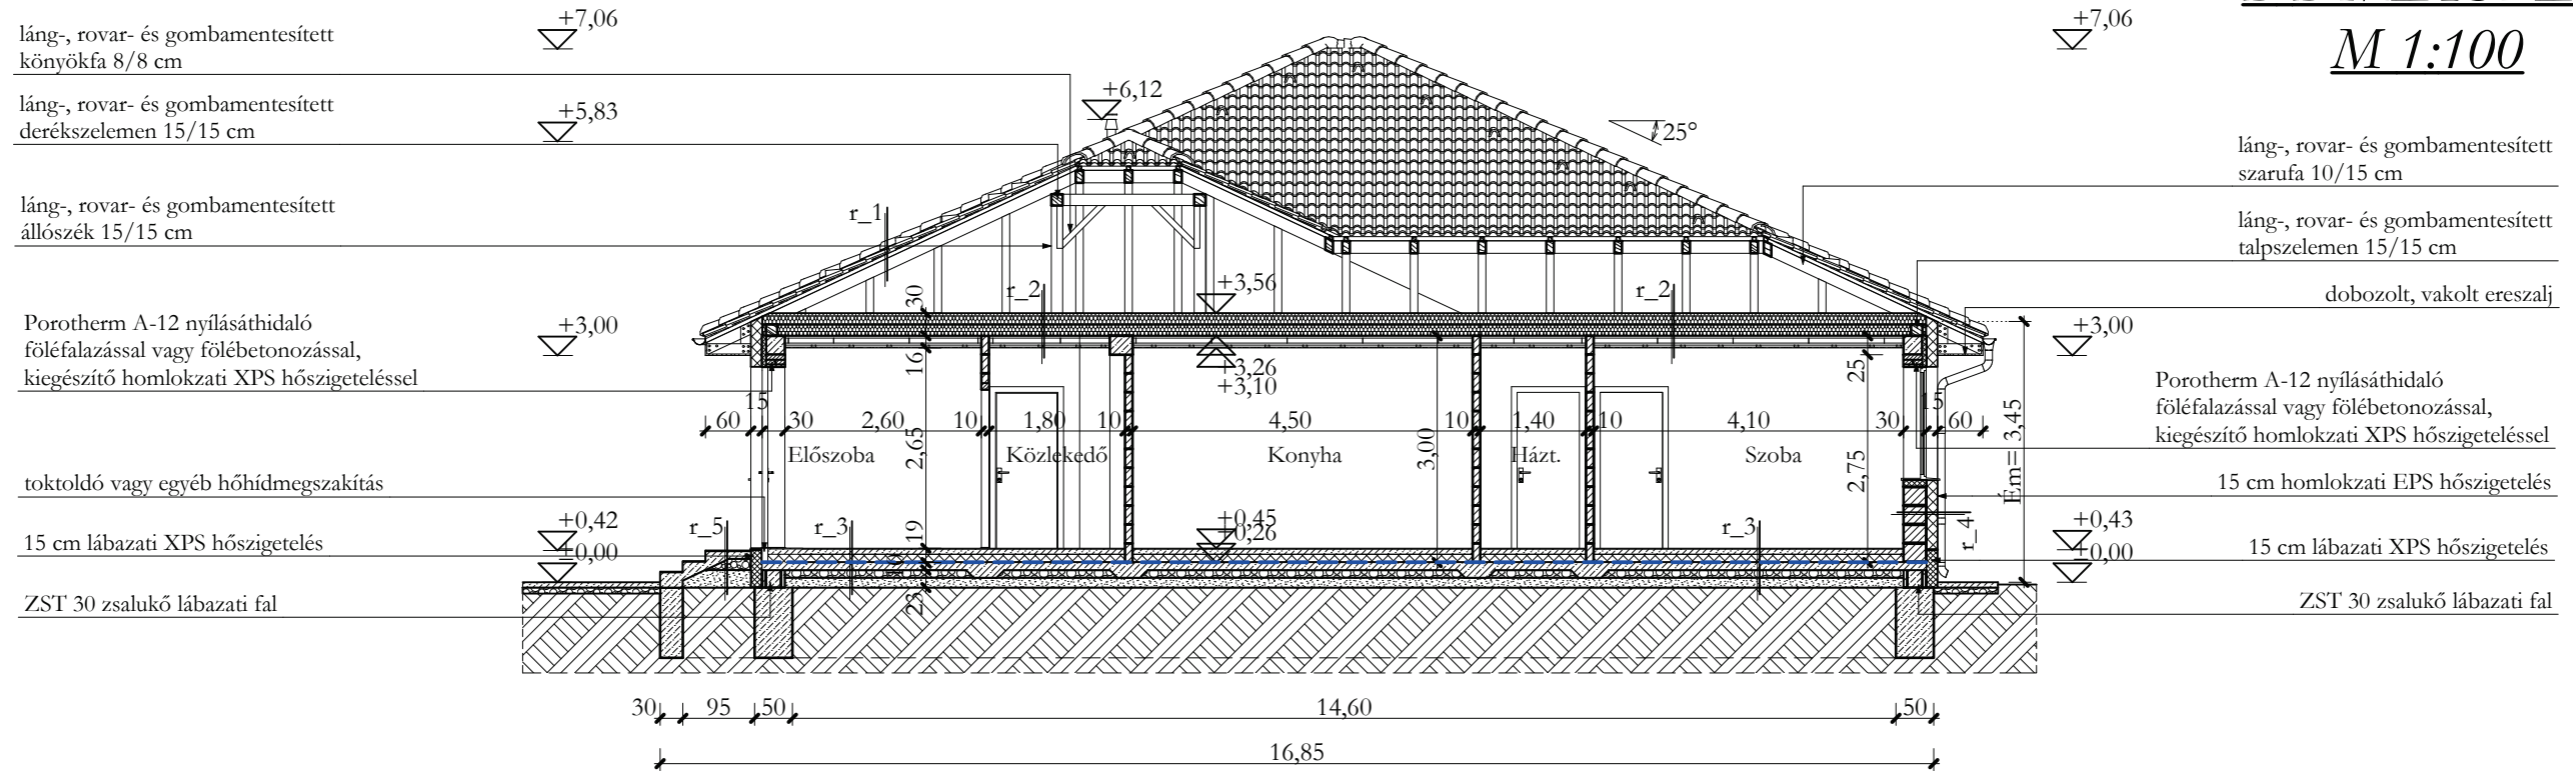 M 1:100
+7,06
+7,06
láng-, rovar- és gombamentesített
könyökfa 8/8 cm
láng-, rovar- és gombamentesített
derékszelemen 15/15 cm
+5,83
+6,12
25°
láng-, rovar- és gombamentesített
szarufa 10/15 cm
láng-, rovar- és gombamentesített
állószék 15/15 cm
r_1
láng-, rovar- és gombamentesített
talpszelemen 15/15 cm
r_2
+3,56
r_2
30
dobozolt, vakolt ereszalj
Porotherm A-12 nyílásáthidaló
föléfalazással vagy fölébetonozással,
kiegészítő homlokzati XPS hőszigeteléssel
+3,00
+3,00
16
+3,26
+3,10
25
Porotherm A-12 nyílásáthidaló
föléfalazással vagy fölébetonozással,
kiegészítő homlokzati XPS hőszigeteléssel
60
15
30
2,60
10
1,80
10
4,50
10
1,40
10
4,10
30
15
60
Előszoba
Közlekedő
Konyha
Házt.
Szoba
2,65
3,00
2,75
Ém= 3,45
toktoldó vagy egyéb hőhídmegszakítás
15 cm homlokzati EPS hőszigetelés
+0,42
±0,00
r_5
r_3
19
+0,45
+0,26
r_3
r_4
+0,43
±0,00
15 cm lábazati XPS hőszigetelés
15 cm lábazati XPS hőszigetelés
10
23
ZST 30 zsalukő lábazati fal
ZST 30 zsalukő lábazati fal
30
95
50
14,60
50
16,85